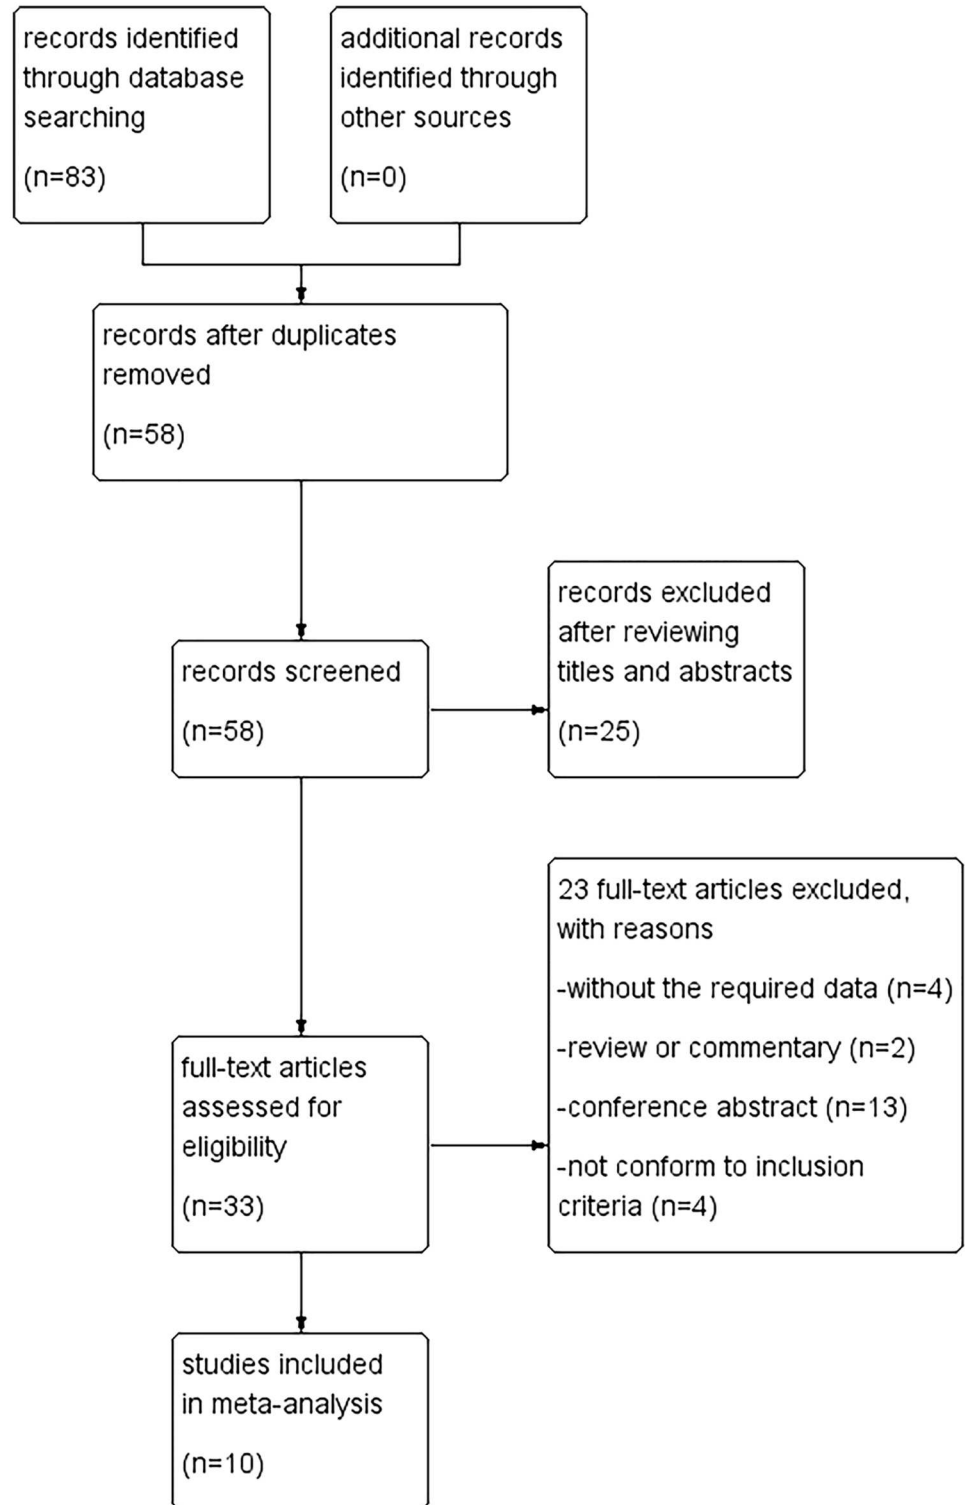 records identified
through database
searching
(n=83)
additional records
identified through
other sources
(n=0)
records after duplicates
removed
(n=58)
records screened
(n=58)
records excluded
after reviewing
titles and abstracts
(n=25)
full-text articles
assessed for
eligibility
(n=33)
23 full-text articles excluded,
with reasons
-without the required data (n=4)
-review or commentary (n=2)
-conference abstract (n=13)
-not conform to inclusion
criteria (n=4)
studies included
in meta-analysis
(n=10)